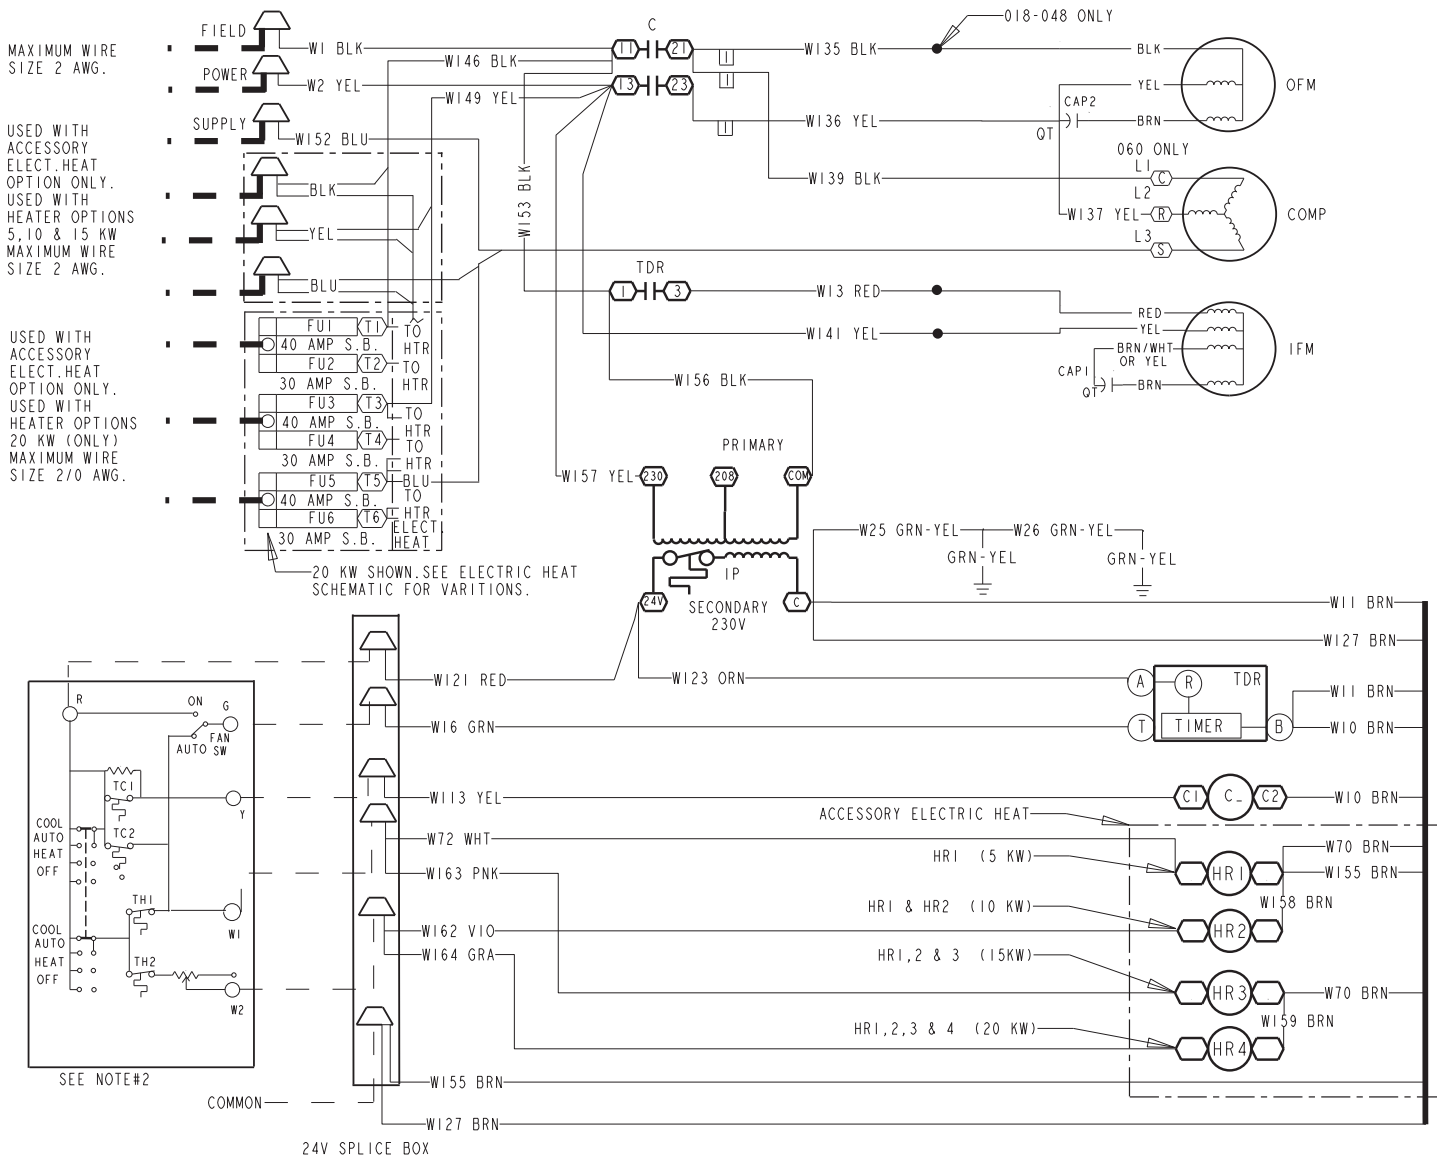 MAXIMUM WIRE
SIZE 2 AWG.
FIELD
POWER
SUPPLY
USED WITH
ACCESSORY
ELECT.HEAT
OPTION ONLY.
USED WITH
HEATER OPTIONS
5,10 & 15 KW
MAXIMUM WIRE
SIZE 2 AWG.
USED WITH
ACCESSORY
ELECT.HEAT
OPTION ONLY.
USED WITH
HEATER OPTIONS
20 KW (ONLY)
MAXIMUM WIRE
SIZE 2/0 AWG.
W1 BLK
W146 BLK
W2 YEL
W149 YEL
W152 BLU
BLK
YEL
BLU
W153 BLK
C
11
21
13
23
1
1
1
W135 BLK
018-048 ONLY
W136 YEL
W139 BLK
BLK
YEL
BRN
OFM
CAP2
QT
060 ONLY
L1
C
L2
W137 YEL
R
L3
S
COMP
TDR
1
3
W13 RED
W141 YEL
RED
YEL
BRN/WHT
OR YEL
BRN
IFM
CAP1
QT
FU1
T1
TO
HTR
40 AMP S.B.
FU2
T2
TO
HTR
30 AMP S.B.
FU3
T3
TO
HTR
40 AMP S.B.
FU4
T4
TO
HTR
30 AMP S.B.
FU5
T5
BLU
TO
HTR
40 AMP S.B.
FU6
T6
ELECT.
HEAT
30 AMP S.B.
20 KW SHOWN.SEE ELECTRIC HEAT
SCHEMATIC FOR VARITIONS.
W156 BLK
PRIMARY
W157 YEL
230
208
COM
1P
24V
SECONDARY
230V
C
W25 GRN-YEL
W26 GRN-YEL
GRN-YEL
GRN-YEL
W11 BRN
W127 BRN
W121 RED
W123 ORN
A
R
TDR
W11 BRN
W16 GRN
T
TIMER
B
W10 BRN
W113 YEL
C1
C_
C2
W10 BRN
ACCESSORY ELECTRIC HEAT
W72 WHT
W70 BRN
HR1 (5 KW)
W163 PNK
HR1
W155 BRN
W158 BRN
HR1 & HR2 (10 KW)
W162 VIO
HR2
W164 GRA
HR1,2 & 3 (15KW)
HR3
W70 BRN
W159 BRN
HR1,2,3 & 4 (20 KW)
HR4
W155 BRN
W127 BRN
R
ON
G
FAN
SW
AUTO
TC1
Y
COOL
AUTO
HEAT
OFF
TC2
TH1
W1
COOL
AUTO
HEAT
OFF
TH2
W2
SEE NOTE#2
COMMON
24V SPLICE BOX